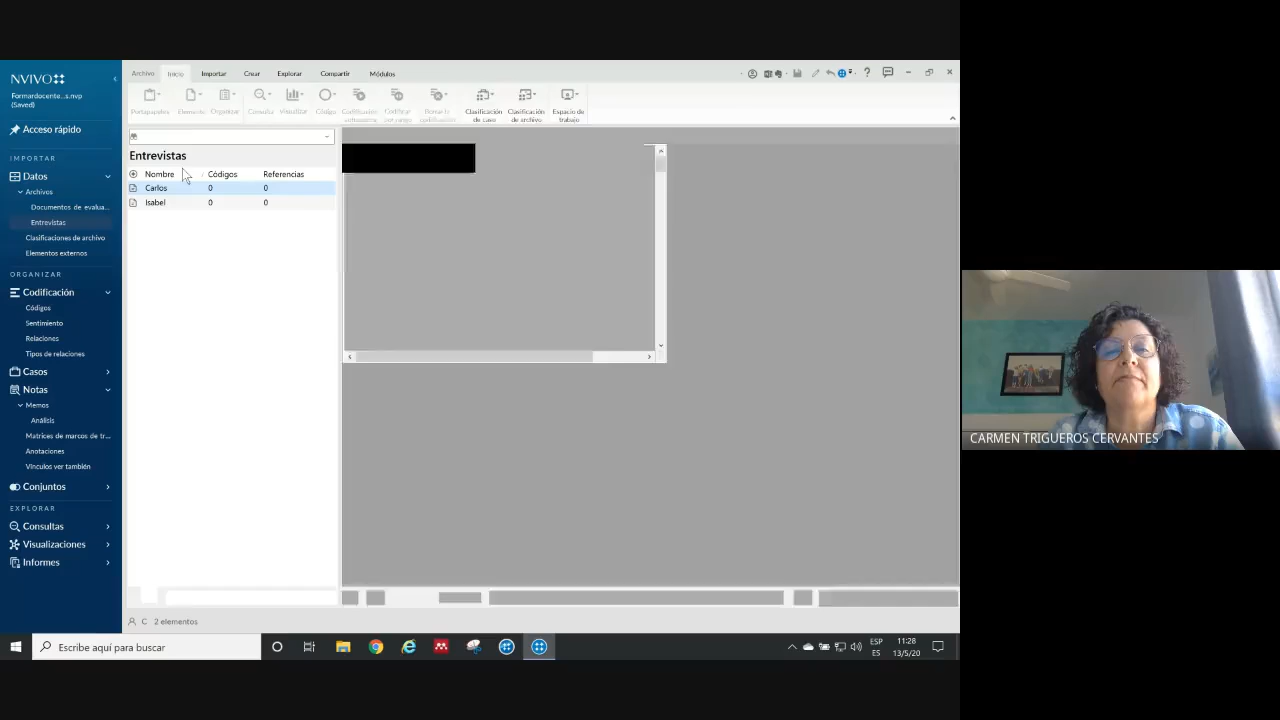 NVIVO
Formardocente...s.nvp
(Saved)
Acceso rápido
IMPORTAR
Datos
Archivos
Documentos de evalua...
Entrevistas
Clasificaciones de archivo
Elementos externos
ORGANIZAR
Codificación
Códigos
Sentimiento
Relaciones
Tipos de relaciones
Casos
Notas
Memos
Análisis
Matrices de marcos de tr...
Anotaciones
Vínculos ver también
Conjuntos
EXPLORAR
Consultas
Visualizaciones
Informes
Archivo Inicio Importar Crear Explorar Compartir Módulos
Portapapeles Elemento Organizar Consulta Visualizar Código Codificación automática Codificar por rango Borrar la codificación Clasificación de caso Clasificación de archivo Espacio de trabajo
Entrevistas
Nombre Códigos Referencias
Carlos 0 0
Isabel 0 0
C 2 elementos
Escribe aquí para buscar
ESP
ES
11:28
13/5/20
CARMEN TRIGUEROS CERVANTES